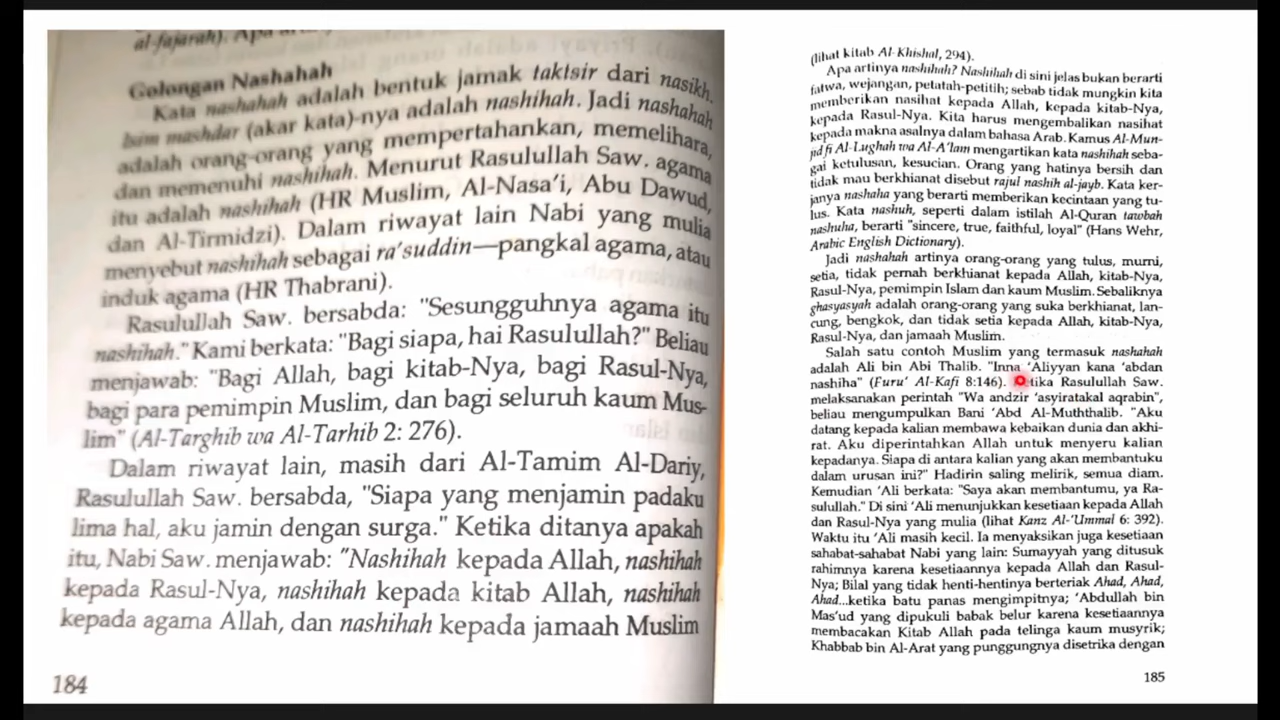 al-fajarah). Apa
Golongan Nashahah
Kata nashahah adalah bentuk jamak taktsir dari nasikh.
Isim mashdar (akar kata)-nya adalah nashihah. Jadi nashahah
adalah orang-orang yang mempertahankan, memelihara,
dan memenuhi nashihah. Menurut Rasulullah Saw. agama
itu adalah nashihah (HR Muslim, Al-Nasa'i, Abu Dawud,
dan Al-Tirmidzi). Dalam riwayat lain Nabi yang mulia
menyebut nashihah sebagai ra'suddin—pangkal agama, atau
induk agama (HR Thabrani).
Rasulullah Saw. bersabda: "Sesungguhnya agama itu
nashihah." Kami berkata: "Bagi siapa, hai Rasulullah?" Beliau
menjawab: "Bagi Allah, bagi kitab-Nya, bagi Rasul-Nya,
bagi para pemimpin Muslim, dan bagi seluruh kaum Mus-
lim" (Al-Targhib wa Al-Tarhib 2: 276).
Dalam riwayat lain, masih dari Al-Tamim Al-Dariy,
Rasulullah Saw. bersabda, "Siapa yang menjamin padaku
lima hal, aku jamin dengan surga." Ketika ditanya apakah
itu, Nabi Saw. menjawab: "Nashihah kepada Allah, nashihah
kepada Rasul-Nya, nashihah kepada kitab Allah, nashihah
kepada agama Allah, dan nashihah kepada jamaah Muslim
184
(lihat kitab Al-Khishal, 294).
Apa artinya nashihah? Nashihah di sini jelas bukan berarti
fatwa, wejangan, petatah-petitih; sebab tidak mungkin kita
memberikan nasihat kepada Allah, kepada kitab-Nya,
kepada Rasul-Nya. Kita harus mengembalikan nasihat
kepada makna asalnya dalam bahasa Arab. Kamus Al-Mun-
jid fi Al-Lughah wa Al-A'lam mengartikan kata nashihah seba-
gai ketulusan, kesucian. Orang yang hatinya bersih dan
tidak mau berkhianat disebut rajul nashih al-jayb. Kata ker-
janya nashaha yang berarti memberikan kecintaan yang tu-
lus. Kata nashuh, seperti dalam istilah Al-Quran tawbah
nashuha, berarti "sincere, true, faithful, loyal" (Hans Wehr,
Arabic English Dictionary).
Jadi nashahah artinya orang-orang yang tulus, murni,
setia, tidak pernah berkhianat kepada Allah, kitab-Nya,
Rasul-Nya, pemimpin Islam dan kaum Muslim. Sebaliknya
ghasyasyah adalah orang-orang yang suka berkhianat, lan-
cung, bengkok, dan tidak setia kepada Allah, kitab-Nya,
Rasul-Nya, dan jamaah Muslim.
Salah satu contoh Muslim yang termasuk nashahah
adalah Ali bin Abi Thalib. "Inna 'Aliyyan kana 'abdan
nashiha" (Furu' Al-Kafi 8:146). tika Rasulullah Saw.
melaksanakan perintah "Wa andzir 'asyiratakal aqrabin",
beliau mengumpulkan Bani 'Abd Al-Muththalib. "Aku
datang kepada kalian membawa kebaikan dunia dan akhi-
rat. Aku diperintahkan Allah untuk menyeru kalian
kepadanya. Siapa di antara kalian yang akan membantuku
dalam urusan ini?" Hadirin saling melirik, semua diam.
Kemudian 'Ali berkata: "Saya akan membantumu, ya Ra-
sulullah." Di sini 'Ali menunjukkan kesetiaan kepada Allah
dan Rasul-Nya yang mulia (lihat Kanz Al-'Ummal 6: 392).
Waktu itu 'Ali masih kecil. Ia menyaksikan juga kesetiaan
sahabat-sahabat Nabi yang lain: Sumayyah yang ditusuk
rahimnya karena kesetiaannya kepada Allah dan Rasul-
Nya; Bilal yang tidak henti-hentinya berteriak Ahad, Ahad,
Ahad...ketika batu panas mengimpitnya; 'Abdullah bin
Mas'ud yang dipukuli babak belur karena kesetiaannya
membacakan Kitab Allah pada telinga kaum musyrik;
Khabbab bin Al-Arat yang punggungnya disetrika dengan
185